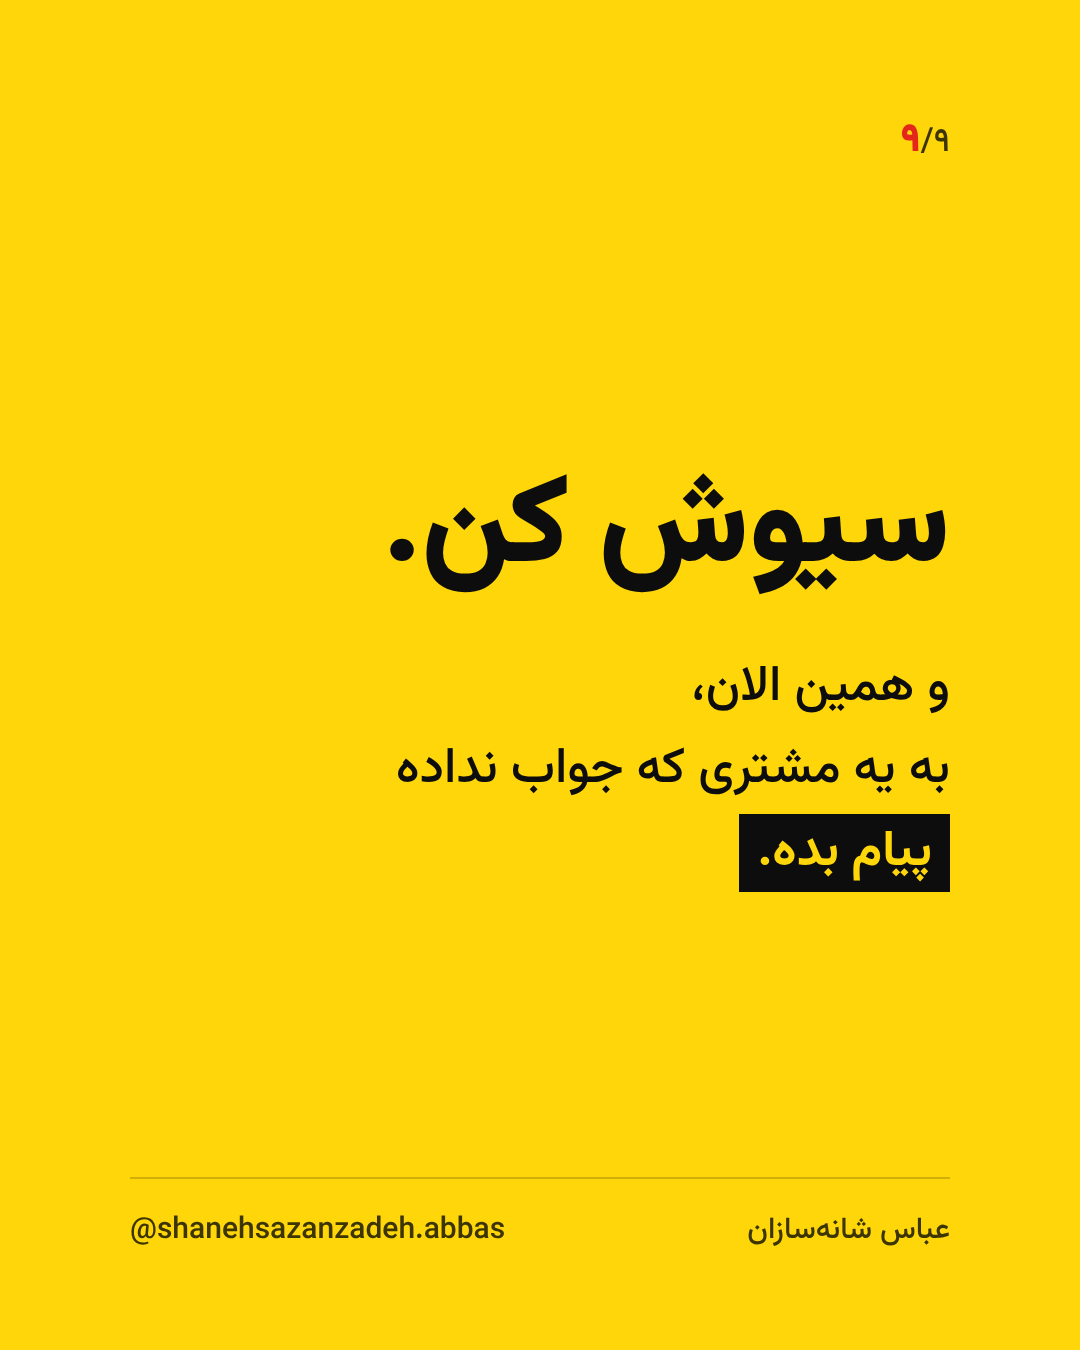 ۹/۹
سیوش کن.
و همین الان،
به یه مشتری که جواب نداده
پیام بده.
عباس شانه‌سازان
@shanehsazanzadeh.abbas